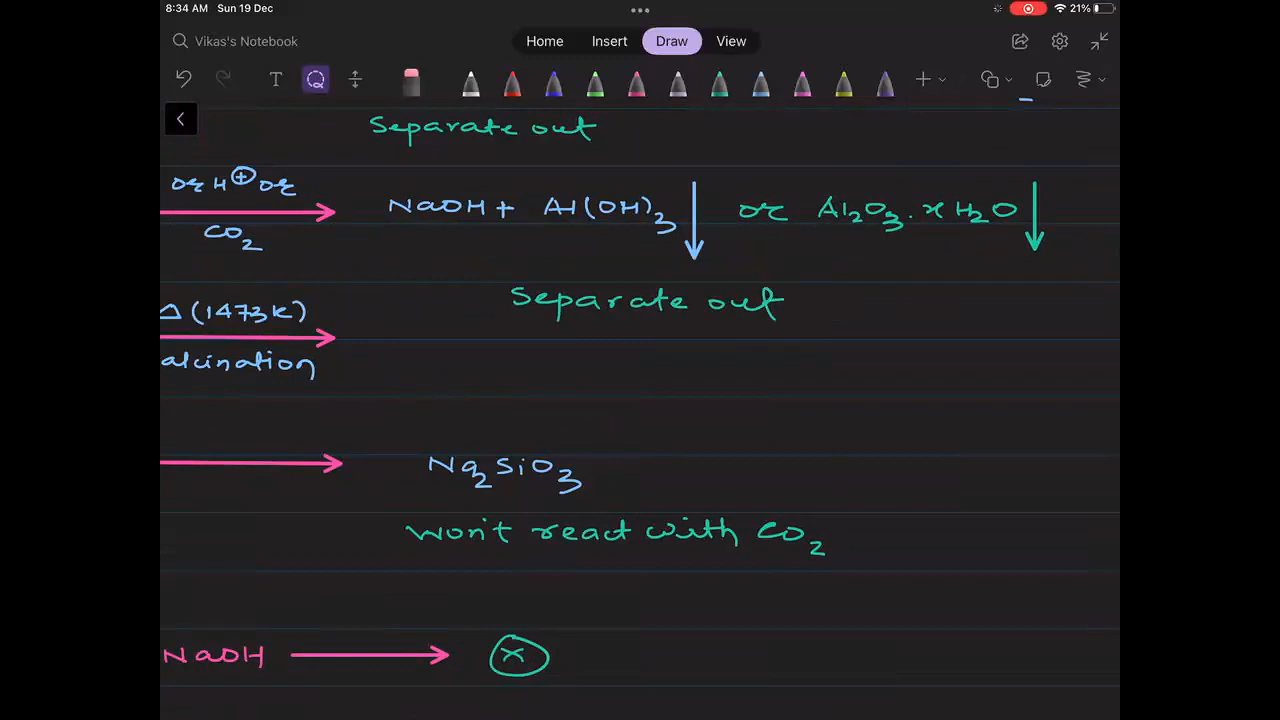 8:34 AM Sun 19 Dec
21%
Vikas's Notebook
Home Insert Draw View
T
Separate out
or H⊕ or
CO2
NaOH + Al(OH)3 ↓ or Al2O3.xH2O ↓
Separate out
Δ (1473K)
alcination
Na2SiO3
won't react with CO2
NaOH → ⓧ